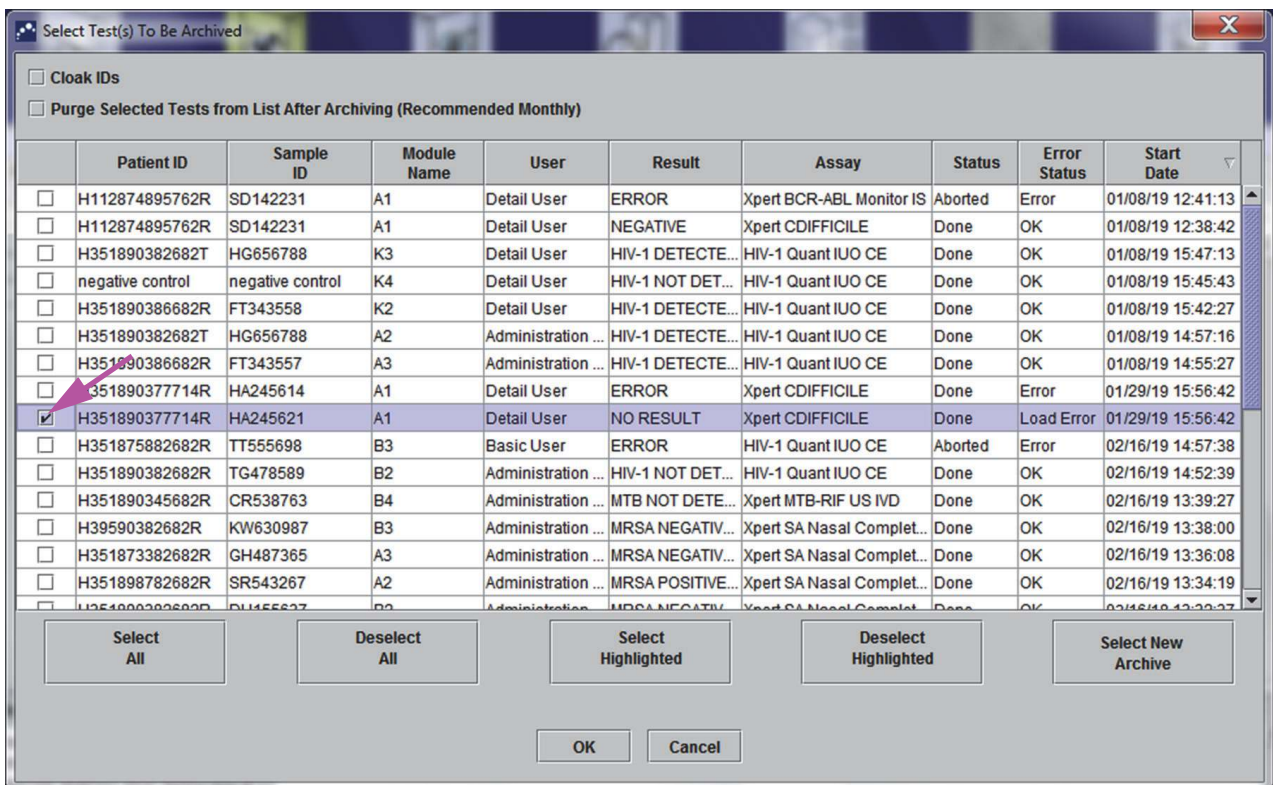 Select Test(s) To Be Archived
Cloak IDs
Purge Selected Tests from List After Archiving (Recommended Monthly)
Patient ID Sample ID Module Name User Result Assay Status Error Status Start Date
H112874895762R SD142231 A1 Detail User ERROR Xpert BCR-ABL Monitor IS Aborted Error 01/08/19 12:41:13
H112874895762R SD142231 A1 Detail User NEGATIVE Xpert CDIFFICILE Done OK 01/08/19 12:38:42
H351890382682T HG656788 K3 Detail User HIV-1 DETECTE... HIV-1 Quant IUO CE Done OK 01/08/19 15:47:13
negative control negative control K4 Detail User HIV-1 NOT DET... HIV-1 Quant IUO CE Done OK 01/08/19 15:45:43
H351890386682R FT343558 K2 Detail User HIV-1 DETECTE... HIV-1 Quant IUO CE Done OK 01/08/19 15:42:27
H351890382682T HG656788 A2 Administration ... HIV-1 DETECTE... HIV-1 Quant IUO CE Done OK 01/08/19 14:57:16
H351890386682R FT343557 A3 Administration ... HIV-1 DETECTE... HIV-1 Quant IUO CE Done OK 01/08/19 14:55:27
351890377714R HA245614 A1 Detail User ERROR Xpert CDIFFICILE Done Error 01/29/19 15:56:42
H351890377714R HA245621 A1 Detail User NO RESULT Xpert CDIFFICILE Done Load Error 01/29/19 15:56:42
H351875882682R TT555698 B3 Basic User ERROR HIV-1 Quant IUO CE Aborted Error 02/16/19 14:57:38
H351890382682R TG478589 B2 Administration ... HIV-1 NOT DET... HIV-1 Quant IUO CE Done OK 02/16/19 14:52:39
H351890345682R CR538763 B4 Administration ... MTB NOT DETE... Xpert MTB-RIF US IVD Done OK 02/16/19 13:39:27
H39590382682R KW630987 B3 Administration ... MRSA NEGATIV... Xpert SA Nasal Complet... Done OK 02/16/19 13:38:00
H351873382682R GH487365 A3 Administration ... MRSA NEGATIV... Xpert SA Nasal Complet... Done OK 02/16/19 13:36:08
H351898782682R SR543267 A2 Administration ... MRSA POSITIVE... Xpert SA Nasal Complet... Done OK 02/16/19 13:34:19
Select All Deselect All Select Highlighted Deselect Highlighted Select New Archive
OK Cancel